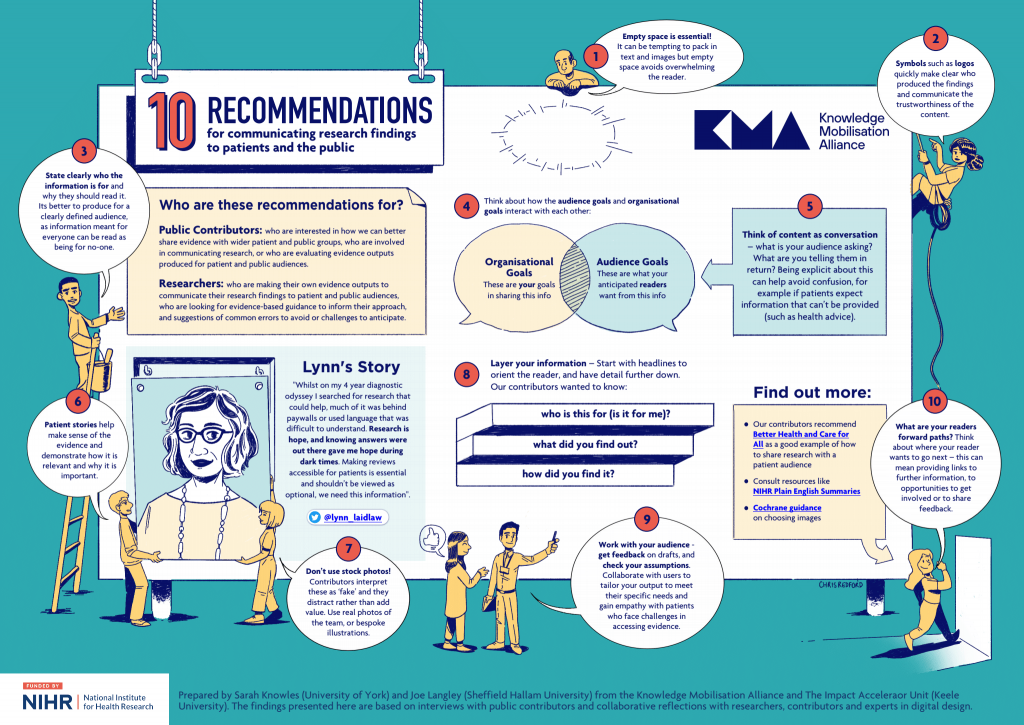 10 RECOMMENDATIONS
for communicating research findings
to patients and the public
1
Empty space is essential!
It can be tempting to pack in
text and images but empty
space avoids overwhelming
the reader.
2
Symbols such as logos
quickly make clear who
produced the findings
and communicate the
trustworthiness of the
content.
KMA
Knowledge
Mobilisation
Alliance
3
State clearly who the
information is for and
why they should read it.
Its better to produce for a
clearly defined audience,
as information meant for
everyone can be read as
being for no-one.
Who are these recommendations for?
Public Contributors: who are interested in how we can better
share evidence with wider patient and public groups, who are involved
in communicating research, or who are evaluating evidence outputs
produced for patient and public audiences.
Researchers: who are making their own evidence outputs to
communicate their research findings to patient and public audiences,
who are looking for evidence-based guidance to inform their approach,
and suggestions of common errors to avoid or challenges to anticipate.
4
Think about how the audience goals and organisational
goals interact with each other:
Organisational
Goals
These are your goals
in sharing this info
Audience Goals
These are what your
anticipated readers
want from this info
5
Think of content as conversation
– what is your audience asking?
What are you telling them in
return? Being explicit about this
can help avoid confusion, for
example if patients expect
information that can't be provided
(such as health advice).
6
Patient stories help
make sense of the
evidence and
demonstrate how it is
relevant and why it is
important.
Lynn's Story
"Whilst on my 4 year diagnostic
odyssey I searched for research that
could help, much of it was behind
paywalls or used language that was
difficult to understand. Research is
hope, and knowing answers were
out there gave me hope during
dark times. Making reviews
accessible for patients is essential
and shouldn't be viewed as
optional, we need this information".
@lynn_laidlaw
7
Don't use stock photos!
Contributors interpret
these as 'fake' and they
distract rather than add
value. Use real photos of
the team, or bespoke
illustrations.
8
Layer your information – Start with headlines to
orient the reader, and have detail further down.
Our contributors wanted to know:
who is this for (is it for me)?
what did you find out?
how did you find it?
9
Work with your audience -
get feedback on drafts, and
check your assumptions.
Collaborate with users to
tailor your output to meet
their specific needs and
gain empathy with patients
who face challenges in
accessing evidence.
Find out more:
• Our contributors recommend
Better Health and Care for
All as a good example of how
to share research with a
patient audience
• Consult resources like
NIHR Plain English Summaries
• Cochrane guidance
on choosing images
10
What are your readers
forward paths? Think
about where your reader
wants to go next – this can
mean providing links to
further information, to
opportunities to get
involved or to share
feedback.
CHRIS REDFORD
FUNDED BY
NIHR | National Institute
for Health Research
Prepared by Sarah Knowles (University of York) and Joe Langley (Sheffield Hallam University) from the Knowledge Mobilisation Alliance and The Impact Acceleraor Unit (Keele
University). The findings presented here are based on interviews with public contributors and collaborative reflections with researchers, contributors and experts in digital design.